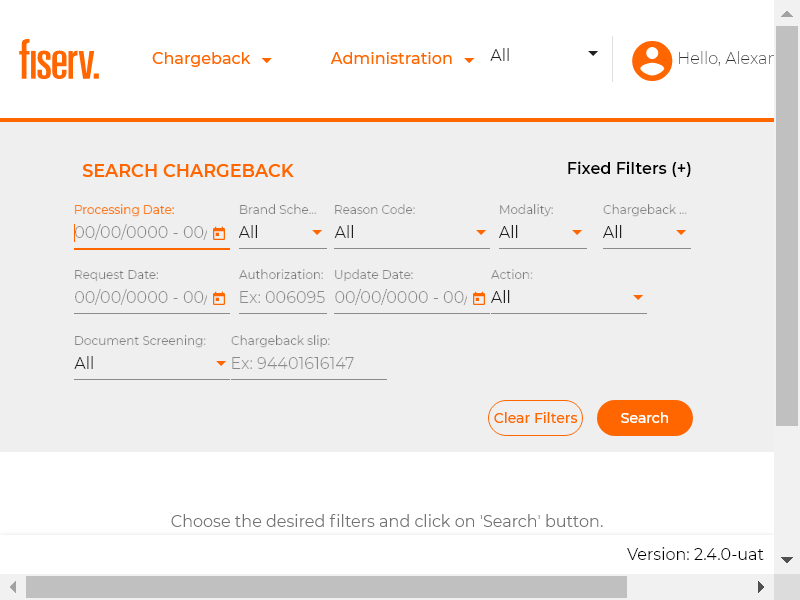 fiserv.
Chargeback
Administration
All
Hello, Alexar
SEARCH CHARGEBACK
Fixed Filters (+)
Processing Date:
Brand Sche...
Reason Code:
Modality:
Chargeback ...
00/00/0000 - 00/
All
All
All
All
Request Date:
Authorization:
Update Date:
Action:
00/00/0000 - 00/
Ex: 006095
00/00/0000 - 00/
All
Document Screening:
Chargeback slip:
All
Ex: 94401616147
Clear Filters
Search
Choose the desired filters and click on 'Search' button.
Version: 2.4.0-uat